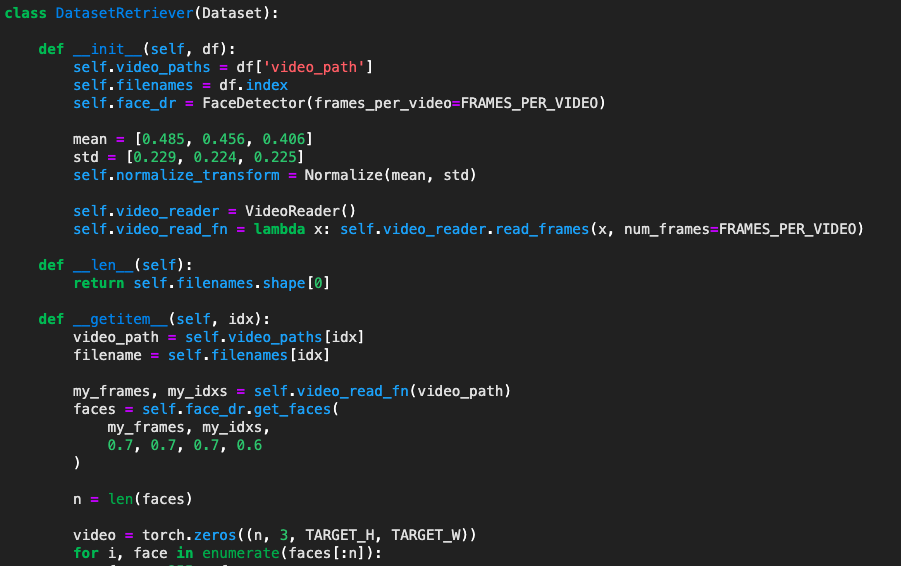 class DatasetRetriever(Dataset):
def __init__(self, df):
self.video_paths = df['video_path']
self.filenames = df.index
self.face_dr = FaceDetector(frames_per_video=FRAMES_PER_VIDEO)
mean = [0.485, 0.456, 0.406]
std = [0.229, 0.224, 0.225]
self.normalize_transform = Normalize(mean, std)
self.video_reader = VideoReader()
self.video_read_fn = lambda x: self.video_reader.read_frames(x, num_frames=FRAMES_PER_VIDEO)
def __len__(self):
return self.filenames.shape[0]
def __getitem__(self, idx):
video_path = self.video_paths[idx]
filename = self.filenames[idx]
my_frames, my_idxs = self.video_read_fn(video_path)
faces = self.face_dr.get_faces(
my_frames, my_idxs,
0.7, 0.7, 0.7, 0.6
)
n = len(faces)
video = torch.zeros((n, 3, TARGET_H, TARGET_W))
for i, face in enumerate(faces[:n]):